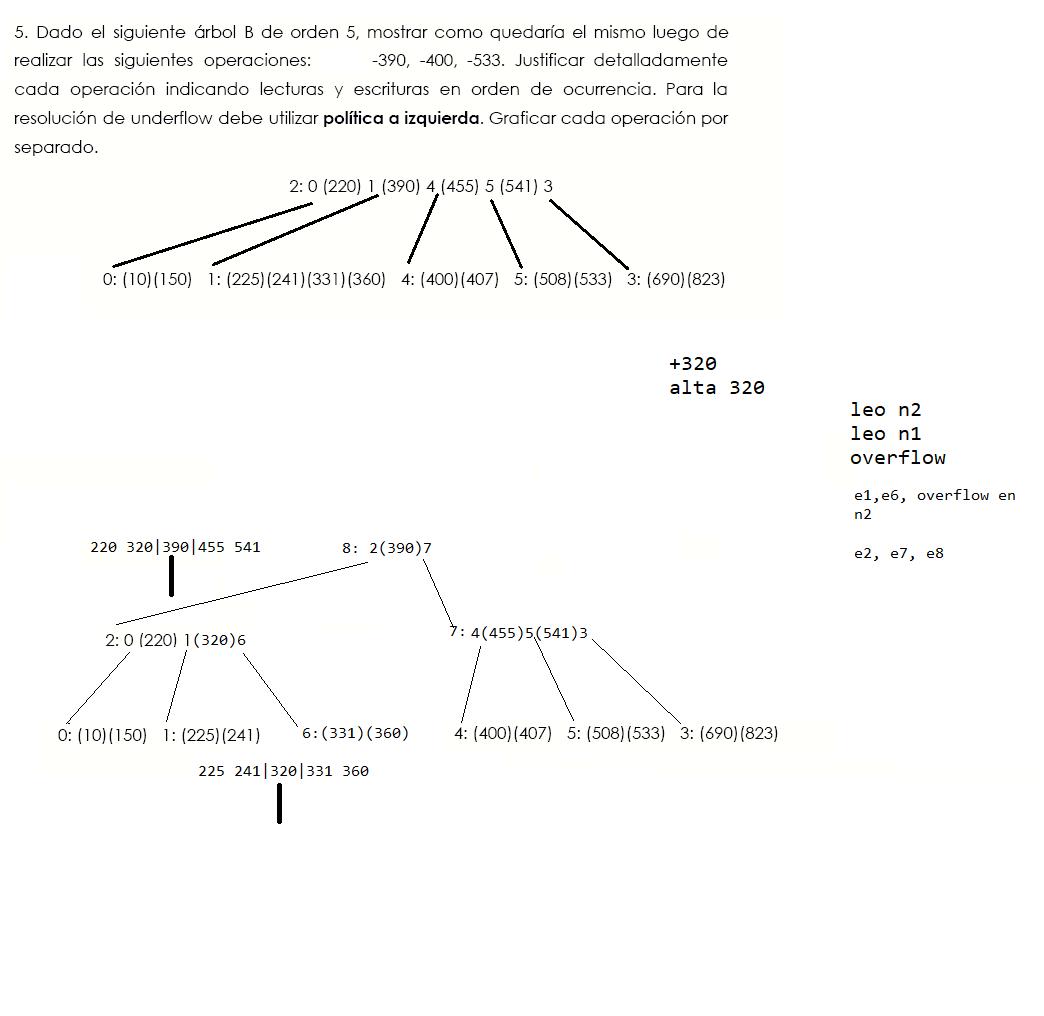 5. Dado el siguiente árbol B de orden 5, mostrar como quedaría el mismo luego de
realizar las siguientes operaciones: -390, -400, -533. Justificar detalladamente
cada operación indicando lecturas y escrituras en orden de ocurrencia. Para la
resolución de underflow debe utilizar política a izquierda. Graficar cada operación por
separado.
2: 0 (220) 1 (390) 4 (455) 5 (541) 3
0: (10)(150) 1: (225)(241)(331)(360) 4: (400)(407) 5: (508)(533) 3: (690)(823)
+320
alta 320
leo n2
leo n1
overflow
e1,e6, overflow en
n2
e2, e7, e8
220 320|390|455 541
8: 2(390)7
2: 0 (220) 1(320)6
7: 4(455)5(541)3
0: (10)(150) 1: (225)(241) 6:(331)(360) 4: (400)(407) 5: (508)(533) 3: (690)(823)
225 241|320|331 360